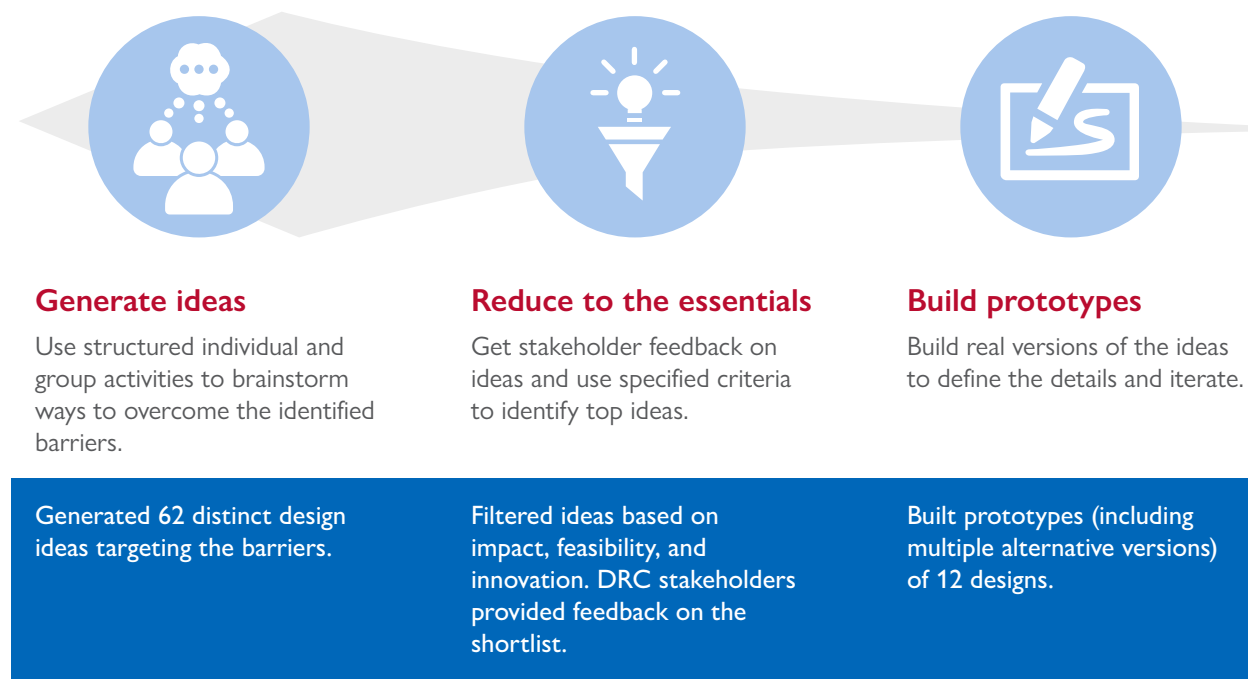 Generate ideas
Use structured individual and
group activities to brainstorm
ways to overcome the identified
barriers.
Reduce to the essentials
Get stakeholder feedback on
ideas and use specified criteria
to identify top ideas.
Build prototypes
Build real versions of the ideas
to define the details and iterate.
Generated 62 distinct design
ideas targeting the barriers.
Filtered ideas based on
impact, feasibility, and
innovation. DRC stakeholders
provided feedback on the
shortlist.
Built prototypes (including
multiple alternative versions)
of 12 designs.